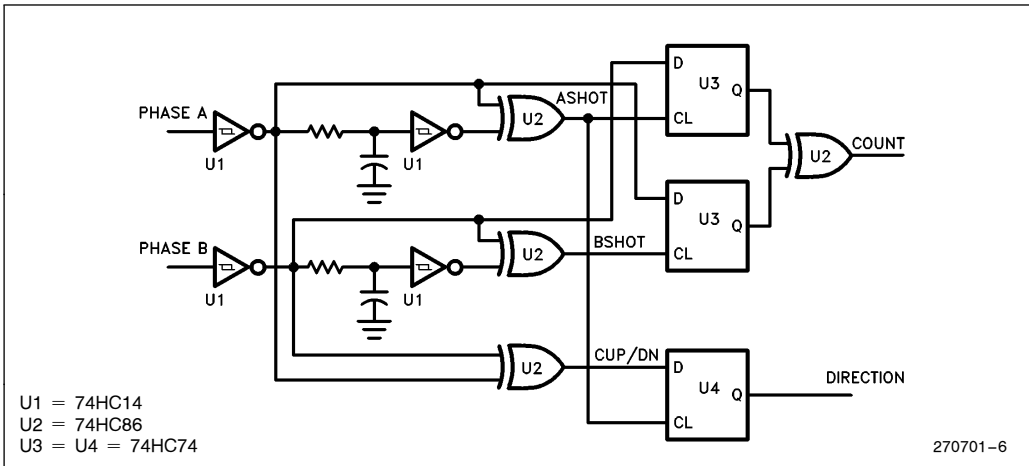 PHASE A
U1
U1
U2
ASHOT
D
U3
Q
CL
U2
COUNT
PHASE B
U1
U1
U2
BSHOT
D
U3
Q
CL
U2
CUP/DN
D
U4
Q
CL
DIRECTION
U1 = 74HC14
U2 = 74HC86
U3 = U4 = 74HC74
270701-6